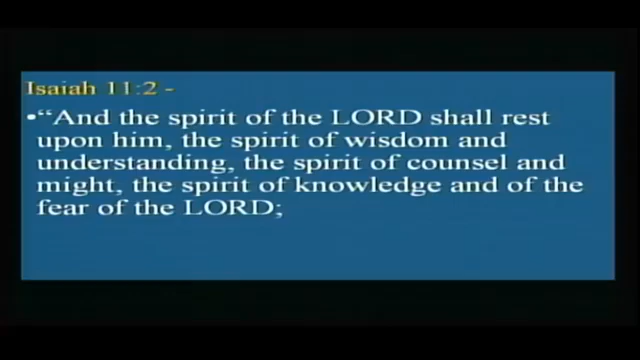 Isaiah 11:2 -
•“And the spirit of the LORD shall rest
upon him, the spirit of wisdom and
understanding, the spirit of counsel and
might, the spirit of knowledge and of the
fear of the LORD;